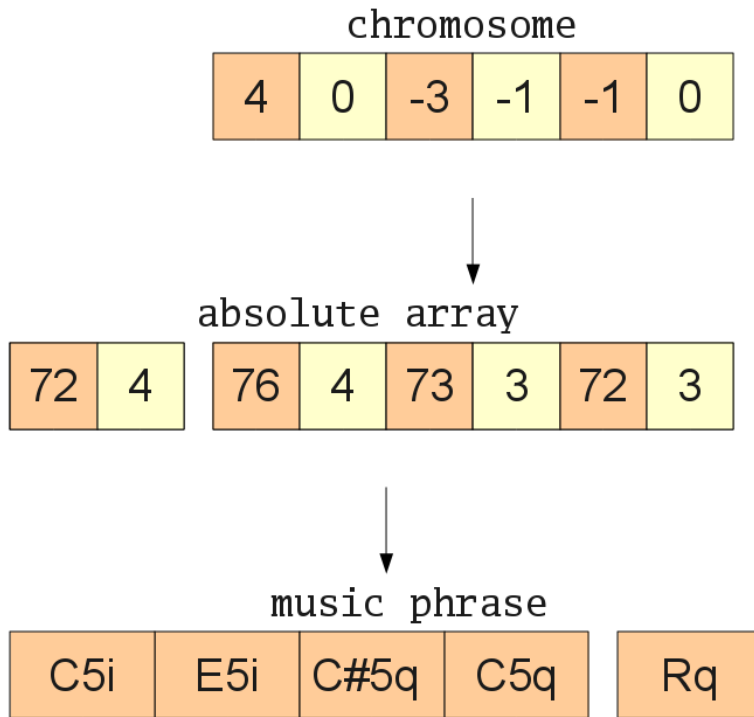 chromosome
4 0 -3 -1 -1 0
absolute array
72 4 76 4 73 3 72 3
music phrase
C5i E5i C#5q C5q Rq